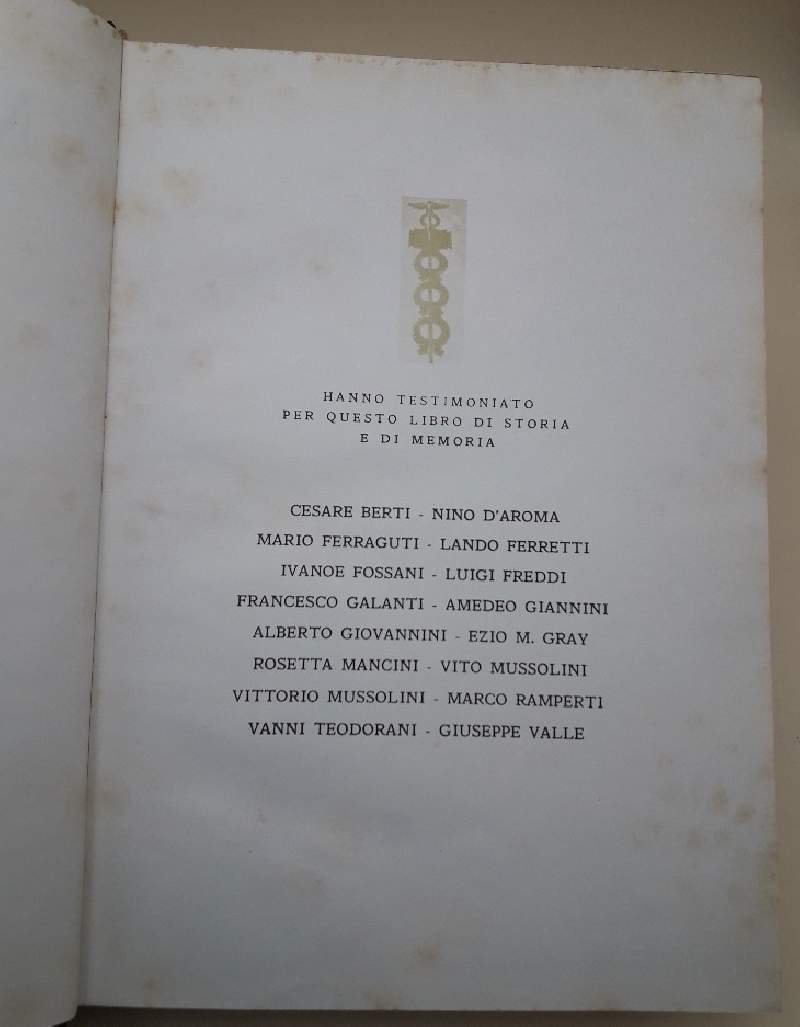 HANNO TESTIMONIATO
PER QUESTO LIBRO DI STORIA
E DI MEMORIA
CESARE BERTI - NINO D'AROMA
MARIO FERRAGUTI - LANDO FERRETTI
IVANOE FOSSANI - LUIGI FREDDI
FRANCESCO GALANTI - AMEDEO GIANNINI
ALBERTO GIOVANNINI - EZIO M. GRAY
ROSETTA MANCINI - VITO MUSSOLINI
VITTORIO MUSSOLINI - MARCO RAMPERTI
VANNI TEODORANI - GIUSEPPE VALLE